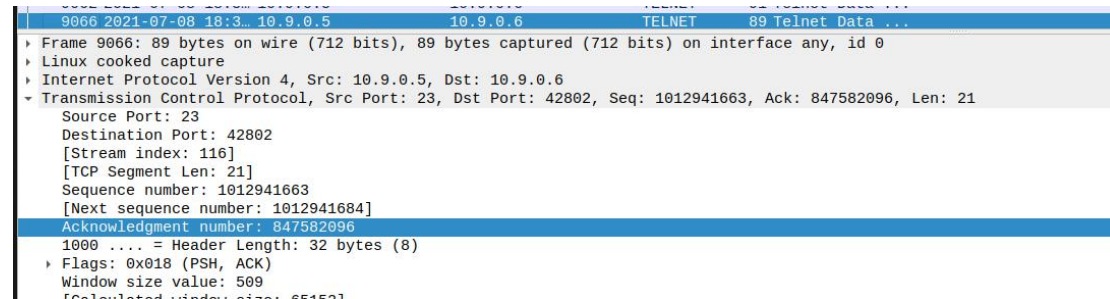 9066 2021-07-08 18:3… 10.9.0.5 10.9.0.6 TELNET 89 Telnet Data ...
Frame 9066: 89 bytes on wire (712 bits), 89 bytes captured (712 bits) on interface any, id 0
Linux cooked capture
Internet Protocol Version 4, Src: 10.9.0.5, Dst: 10.9.0.6
Transmission Control Protocol, Src Port: 23, Dst Port: 42802, Seq: 1012941663, Ack: 847582096, Len: 21
Source Port: 23
Destination Port: 42802
[Stream index: 116]
[TCP Segment Len: 21]
Sequence number: 1012941663
[Next sequence number: 1012941684]
Acknowledgment number: 847582096
1000 .... = Header Length: 32 bytes (8)
Flags: 0x018 (PSH, ACK)
Window size value: 509